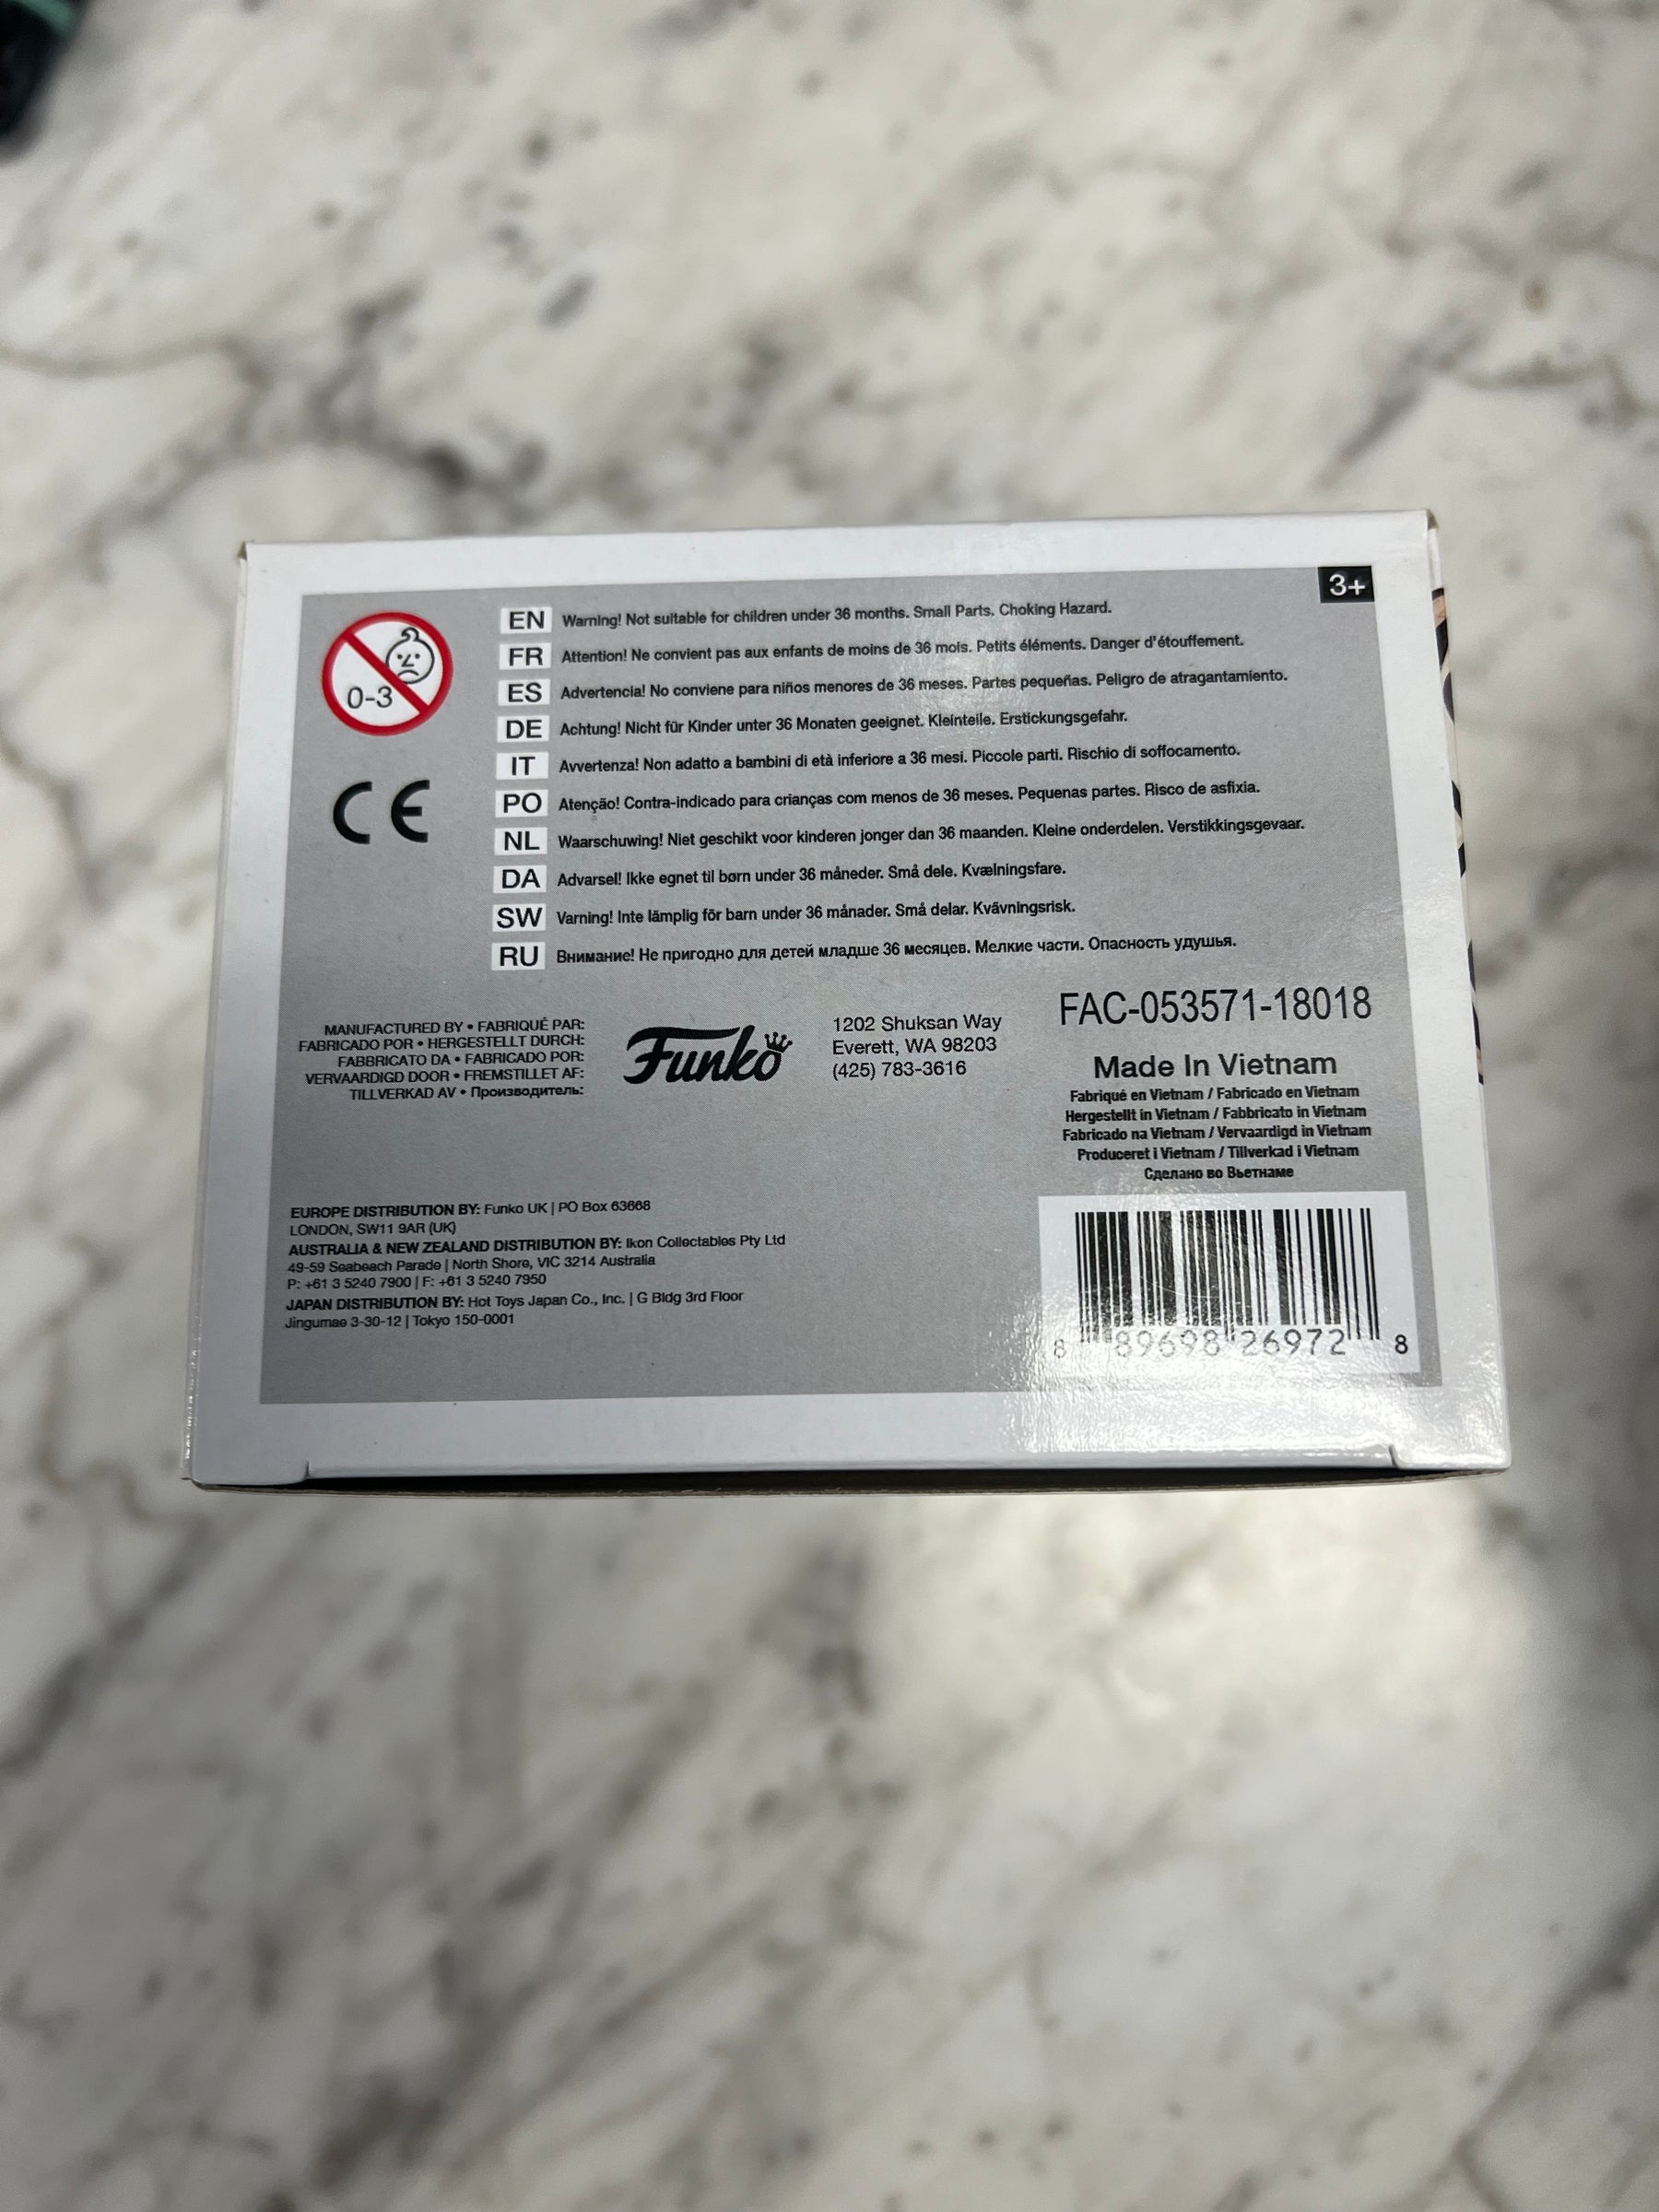 3+
0-3
EN Warning! Not suitable for children under 36 months. Small Parts. Choking Hazard.
FR Attention! Ne convient pas aux enfants de moins de 36 mois. Petits éléments. Danger d'étouffement.
ES Advertencia! No conviene para niños menores de 36 meses. Partes pequeñas. Peligro de atragantamiento.
DE Achtung! Nicht für Kinder unter 36 Monaten geeignet. Kleinteile. Erstickungsgefahr.
IT Avvertenza! Non adatto a bambini di età inferiore a 36 mesi. Piccole parti. Rischio di soffocamento.
PO Atenção! Contra-indicado para crianças com menos de 36 meses. Pequenas partes. Risco de asfixia.
NL Waarschuwing! Niet geschikt voor kinderen jonger dan 36 maanden. Kleine onderdelen. Verstikkingsgevaar.
DA Advarsel! Ikke egnet til børn under 36 måneder. Små dele. Kvælningsfare.
SW Varning! Inte lämplig för barn under 36 månader. Små delar. Kvävningsrisk.
RU Внимание! Не пригодно для детей младше 36 месяцев. Мелкие части. Опасность удушья.
CE
MANUFACTURED BY • FABRIQUÉ PAR:
FABRICADO POR • HERGESTELLT DURCH:
FABBRICATO DA • FABRICADO POR:
VERVAARDIGD DOOR • FREMSTILLET AF:
TILLVERKAD AV • Производитель:
Funko
1202 Shuksan Way
Everett, WA 98203
(425) 783-3616
FAC-053571-18018
Made In Vietnam
Fabriqué en Vietnam / Fabricado en Vietnam
Hergestellt in Vietnam / Fabbricato in Vietnam
Fabricado na Vietnam / Vervaardigd in Vietnam
Produceret i Vietnam / Tillverkad i Vietnam
Сделано во Вьетнаме
EUROPE DISTRIBUTION BY: Funko UK | PO Box 63668
LONDON, SW11 9AR (UK)
AUSTRALIA & NEW ZEALAND DISTRIBUTION BY: Ikon Collectables Pty Ltd
49-59 Seabeach Parade | North Shore, VIC 3214 Australia
P: +61 3 5240 7900 | F: +61 3 5240 7950
JAPAN DISTRIBUTION BY: Hot Toys Japan Co., Inc. | G Bldg 3rd Floor
Jingumae 3-30-12 | Tokyo 150-0001
8 89698 26972 8